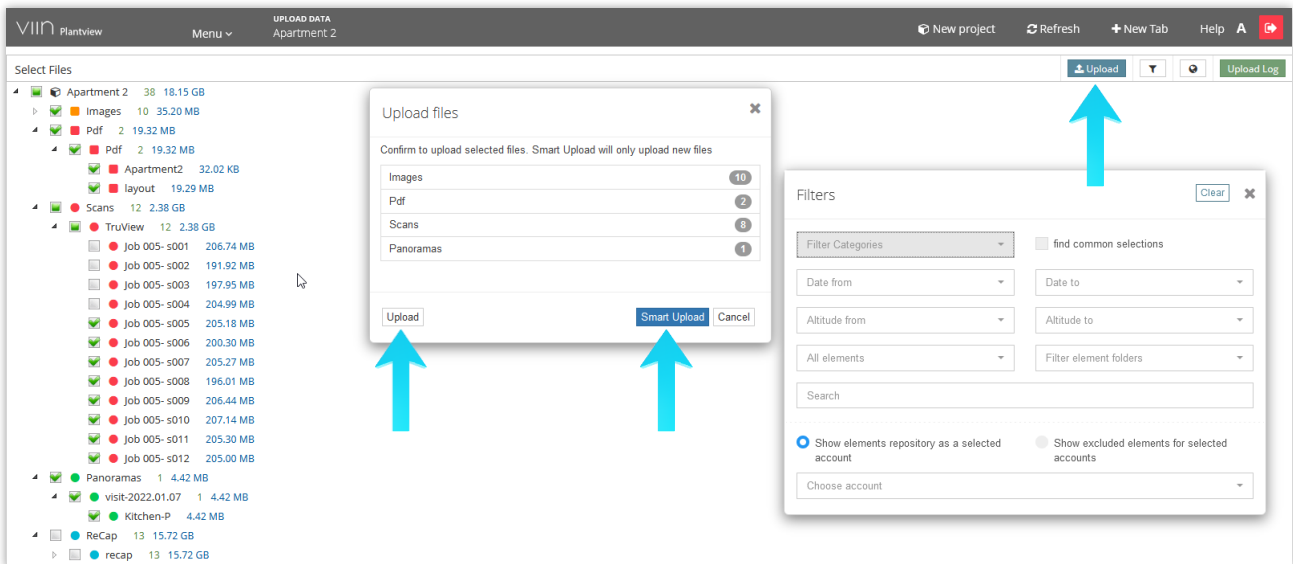 VIIN Plantview
Menu
UPLOAD DATA
Apartment 2
New project
Refresh
New Tab
Help
A
Select Files
Upload
Upload Log
Apartment 2 38 18.15 GB
Images 10 35.20 MB
Pdf 2 19.32 MB
Pdf 2 19.32 MB
Apartment2 32.02 KB
layout 19.29 MB
Scans 12 2.38 GB
TruView 12 2.38 GB
Job 005- s001 206.74 MB
Job 005- s002 191.92 MB
Job 005- s003 197.95 MB
Job 005- s004 204.99 MB
Job 005- s005 205.18 MB
Job 005- s006 200.30 MB
Job 005- s007 205.27 MB
Job 005- s008 196.01 MB
Job 005- s009 206.44 MB
Job 005- s010 207.14 MB
Job 005- s011 205.30 MB
Job 005- s012 205.00 MB
Panoramas 1 4.42 MB
visit-2022.01.07 1 4.42 MB
Kitchen-P 4.42 MB
ReCap 13 15.72 GB
recap 13 15.72 GB
Upload files
Confirm to upload selected files. Smart Upload will only upload new files
Images 10
Pdf 2
Scans 8
Panoramas 1
Upload
Smart Upload
Cancel
Filters
Clear
Filter Categories
find common selections
Date from
Date to
Altitude from
Altitude to
All elements
Filter element folders
Search
Show elements repository as a selected
account
Show excluded elements for selected
accounts
Choose account